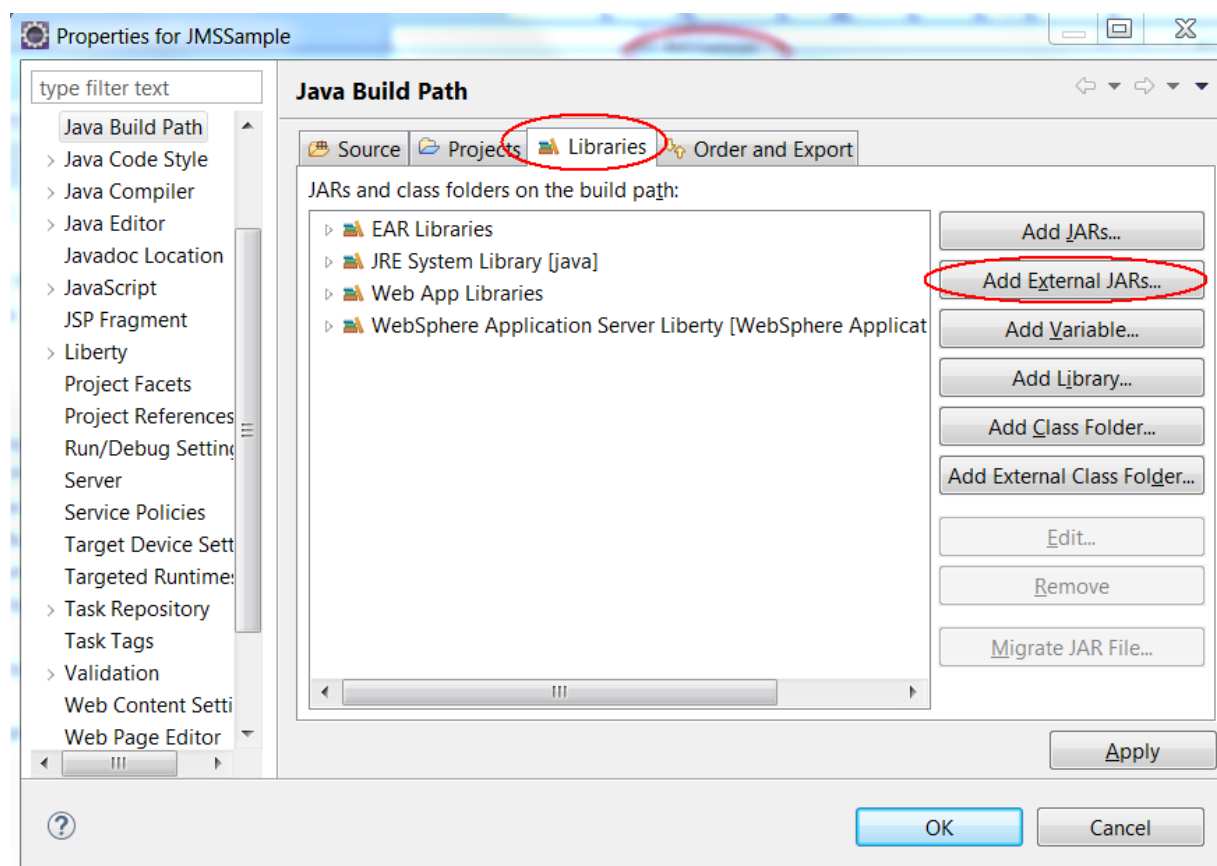 Properties for JMSSample
type filter text
Java Build Path
Java Code Style
Java Compiler
Java Editor
Javadoc Location
JavaScript
JSP Fragment
Liberty
Project Facets
Project References
Run/Debug Setting
Server
Service Policies
Target Device Sett
Targeted Runtime
Task Repository
Task Tags
Validation
Web Content Setti
Web Page Editor
Java Build Path
Source Projects Libraries Order and Export
JARs and class folders on the build path:
EAR Libraries
JRE System Library [java]
Web App Libraries
WebSphere Application Server Liberty [WebSphere Applicat
Add JARs...
Add External JARs...
Add Variable...
Add Library...
Add Class Folder...
Add External Class Folder...
Edit...
Remove
Migrate JAR File...
Apply
?
OK Cancel